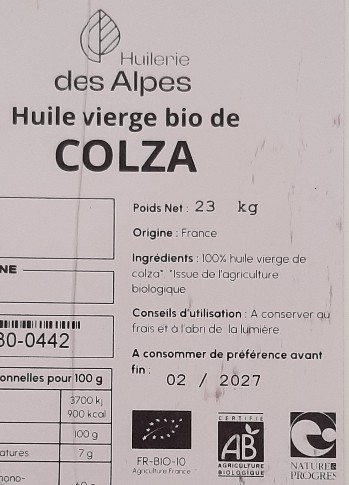 Huilerie
des Alpes
Huile vierge bio de
COLZA
Poids Net : 23 kg
Origine : France
Ingrédients : 100% huile vierge de
colza* *Issue de l'agriculture
biologique
Conseils d'utilisation : A conserver au
frais et à l'abri de la lumière
A consommer de préférence avant
fin :
02 / 2027
NE
30-0442
onnelles pour 100 g
3700 kj
900 kcal
100 g
aturés
7 g
mono-
FR-BIO-10
Agriculture France
CERTIFIÉ
AB
AGRICULTURE
BIOLOGIQUE
NATURE &
PROGRES